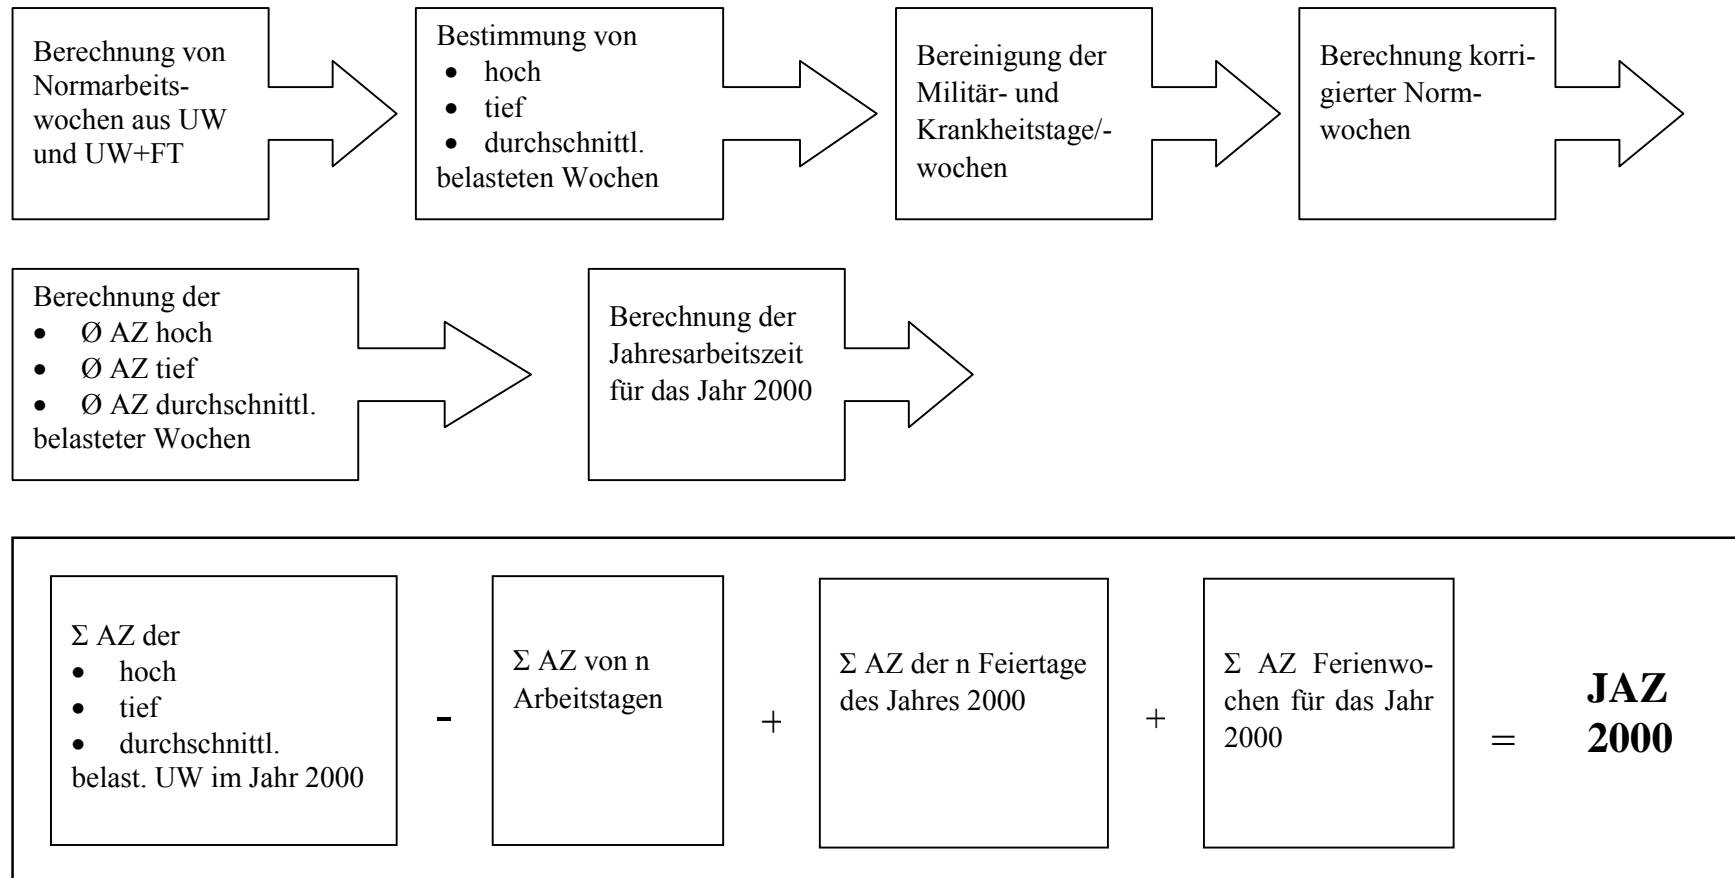 Berechnung von
Normarbeits-
wochen aus UW
und UW+FT
Bestimmung von
• hoch
• tief
• durchschnittl.
belasteten Wochen
Bereinigung der
Militär- und
Krankheitstage/-
wochen
Berechnung korri-
gierter Norm-
wochen
Berechnung der
• Ø AZ hoch
• Ø AZ tief
• Ø AZ durchschnittl.
belasteter Wochen
Berechnung der
Jahresarbeitszeit
für das Jahr 2000
Σ AZ der
• hoch
• tief
• durchschnittl.
belast. UW im Jahr 2000
-
Σ AZ von n
Arbeitstagen
+
Σ AZ der n Feiertage
des Jahres 2000
+
Σ AZ Ferienwo-
chen für das Jahr
2000
=
JAZ
2000